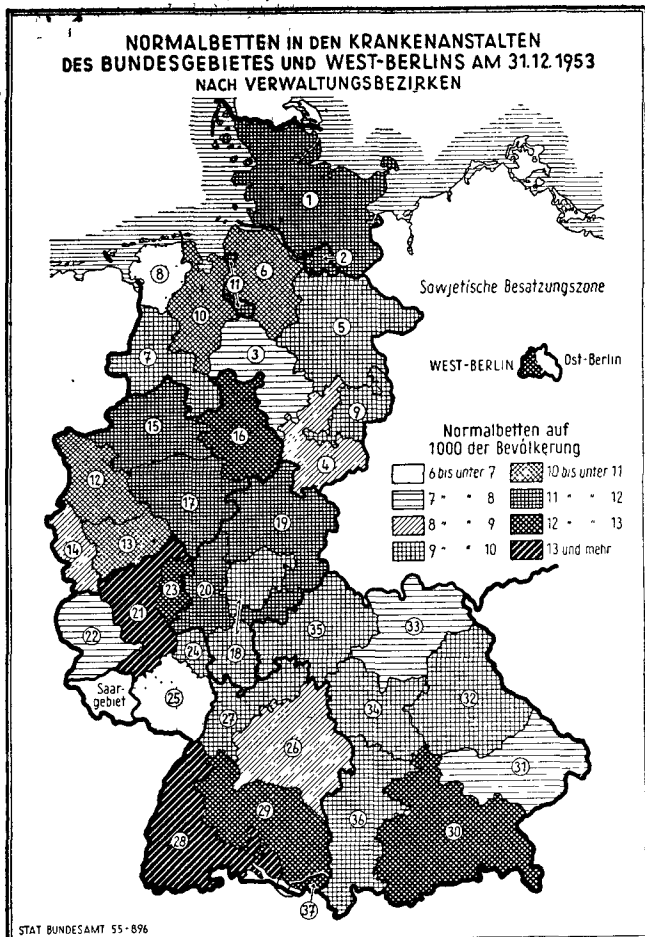 NORMALBETTEN IN DEN KRANKENANSTALTEN
DES BUNDESGEBIETES UND WEST-BERLINS AM 31.12.1953
NACH VERWALTUNGSBEZIRKEN
1
2
8
6
11
10
Sowjetische Besatzungszone
5
7
3
WEST-BERLIN
Ost-Berlin
9
15
16
Normalbetten auf
1000 der Bevölkerung
4
6 bis unter 7
10 bis unter 11
7 " " 8
11 " " 12
8 " " 9
12 " " 13
9 " " 10
13 und mehr
12
17
19
13
14
23
20
21
22
35
33
24
18
Saar-
gebiet
25
32
27
34
26
31
29
36
30
28
37
STAT BUNDESAMT 55-896